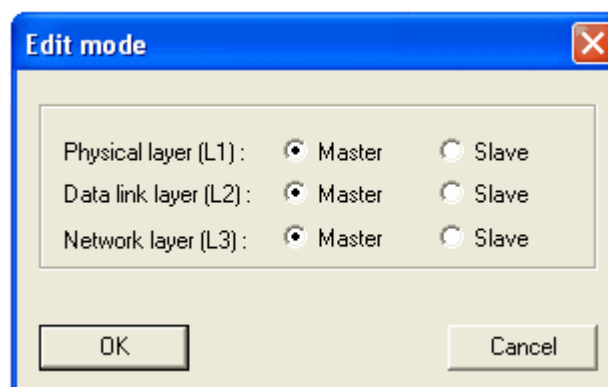 Edit mode
Physical layer (L1) : Master Slave
Data link layer (L2) : Master Slave
Network layer (L3) : Master Slave
OK Cancel